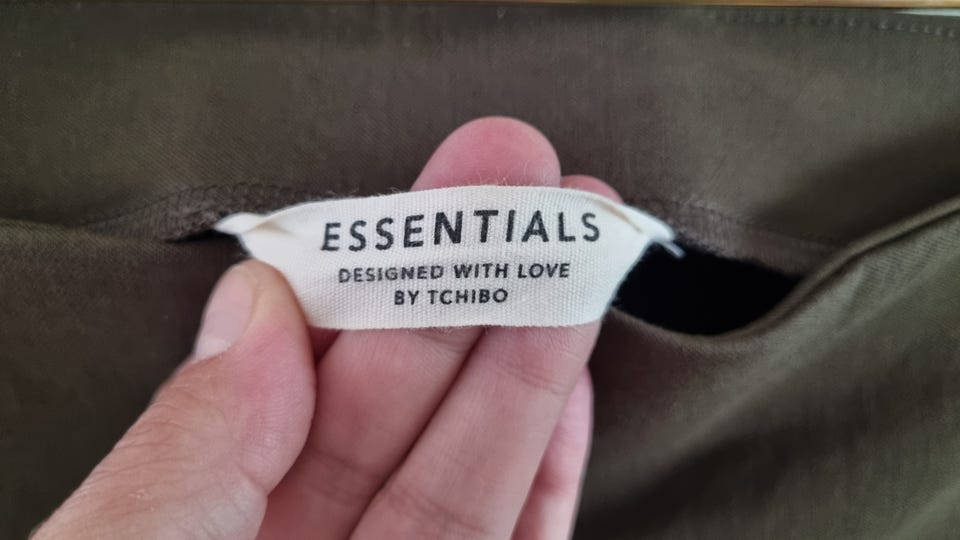 ESSENTIALS
DESIGNED WITH LOVE
BY TCHIBO